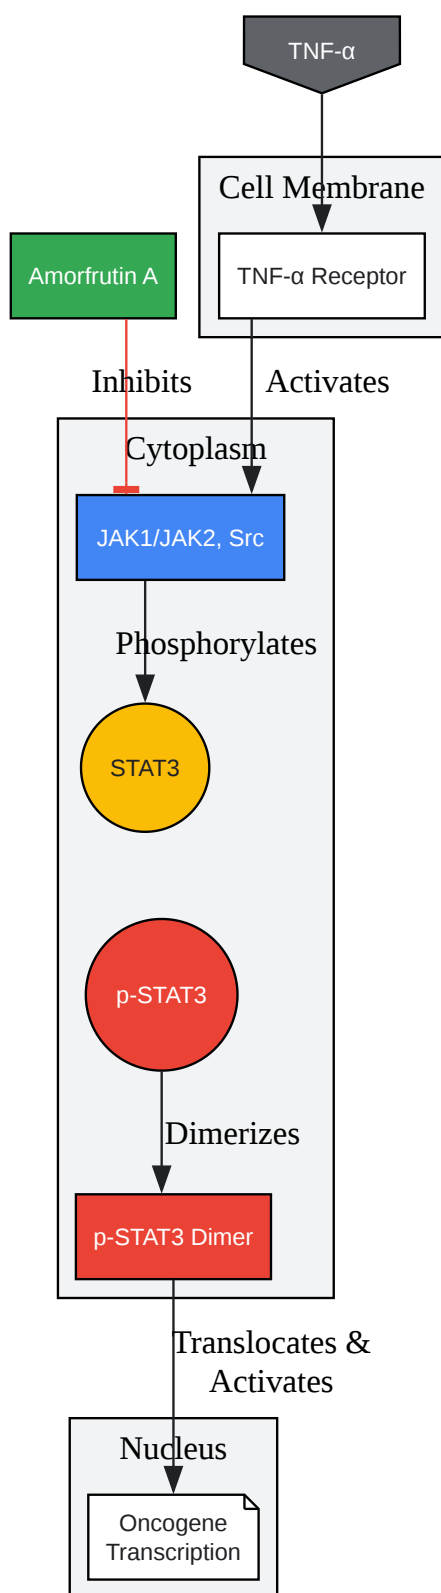 TNF-α
Cell Membrane
TNF-α Receptor
Amorfrutin A
Inhibits
Activates
Cytoplasm
JAK1/JAK2, Src
Phosphorylates
STAT3
p-STAT3
Dimerizes
p-STAT3 Dimer
Translocates &
Activates
Nucleus
Oncogene
Transcription